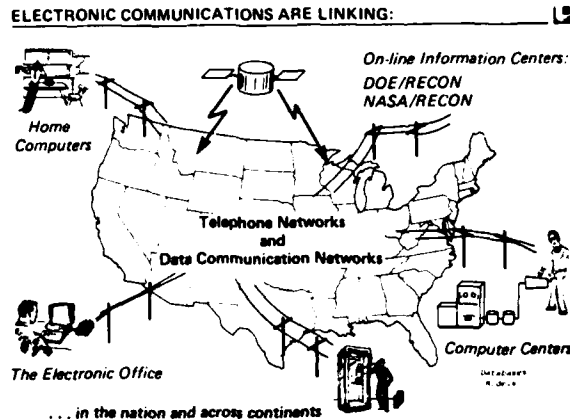 ELECTRONIC COMMUNICATIONS ARE LINKING:
On-line Information Centers:
DOE/RECON
NASA/RECON
Home
Computers
Telephone Networks
and
Data Communication Networks
The Electronic Office
Computer Centers
Databases
... in the nation and across continents